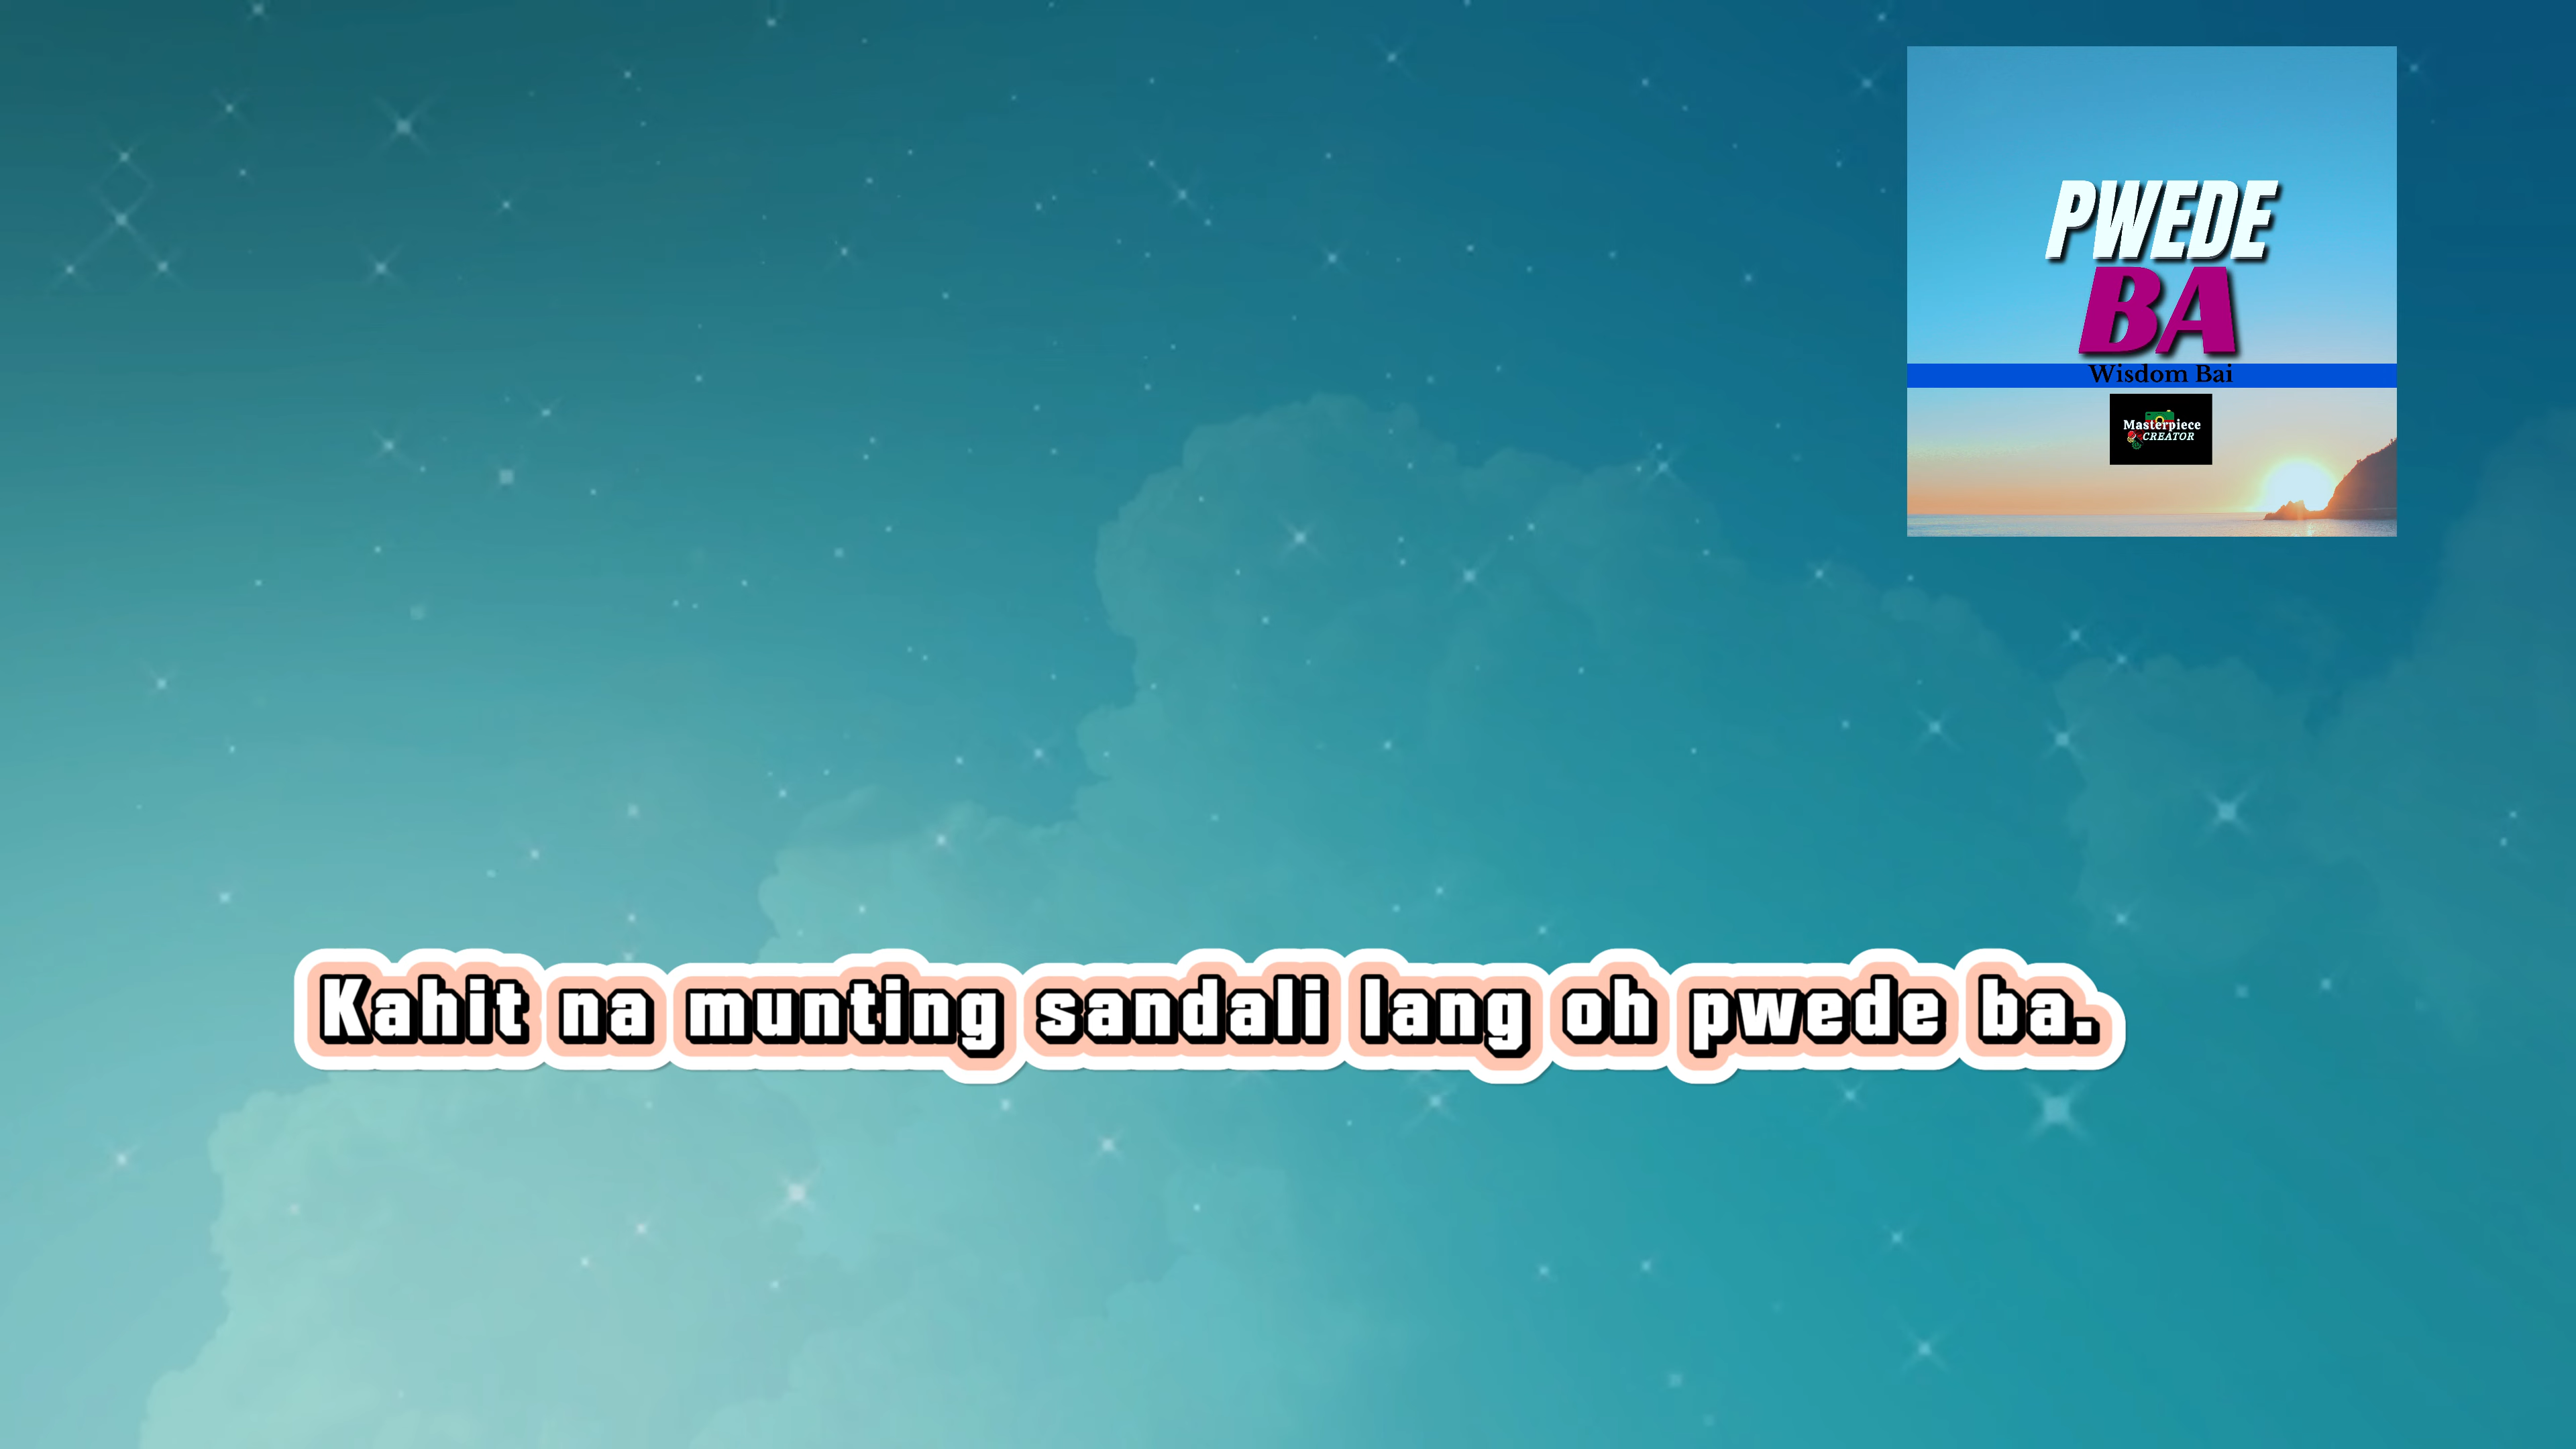 PWEDE
BA
Wisdom Bai
Masterpiece
CREATOR
Kahit na munting sandali lang oh pwede ba.